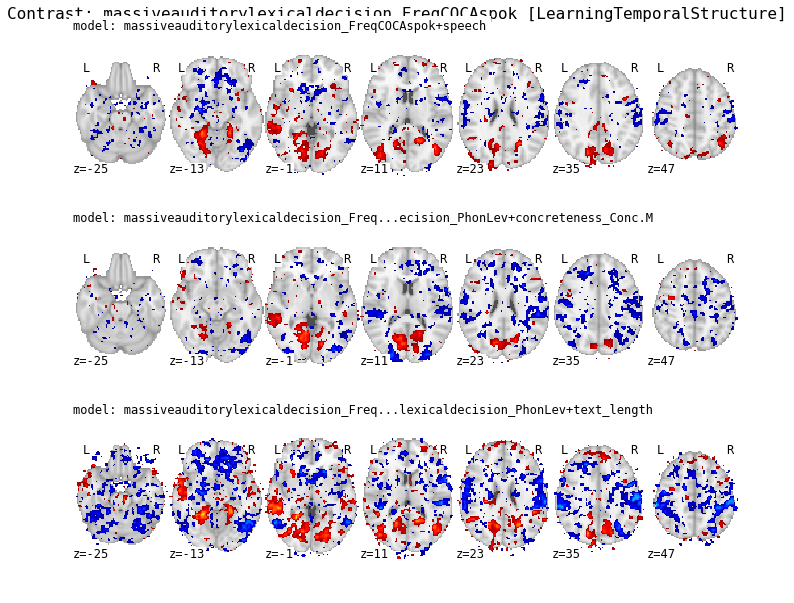 Contrast: massiveauditorylexicaldecision_FreqCOCAspok [LearningTemporalStructure]
model: massiveauditorylexicaldecision_FreqCOCAspok+speech
L R L R L R L R L R L R L R
z=-25 z=-13 z=-1 z=11 z=23 z=35 z=47
model: massiveauditorylexicaldecision_Freq...ecision_PhonLev+concreteness_Conc.M
L R L R L R L R L R L R L R
z=-25 z=-13 z=-1 z=11 z=23 z=35 z=47
model: massiveauditorylexicaldecision_Freq...lexicaldecision_PhonLev+text_length
L R L R L R L R L R L R L R
z=-25 z=-13 z=-1 z=11 z=23 z=35 z=47